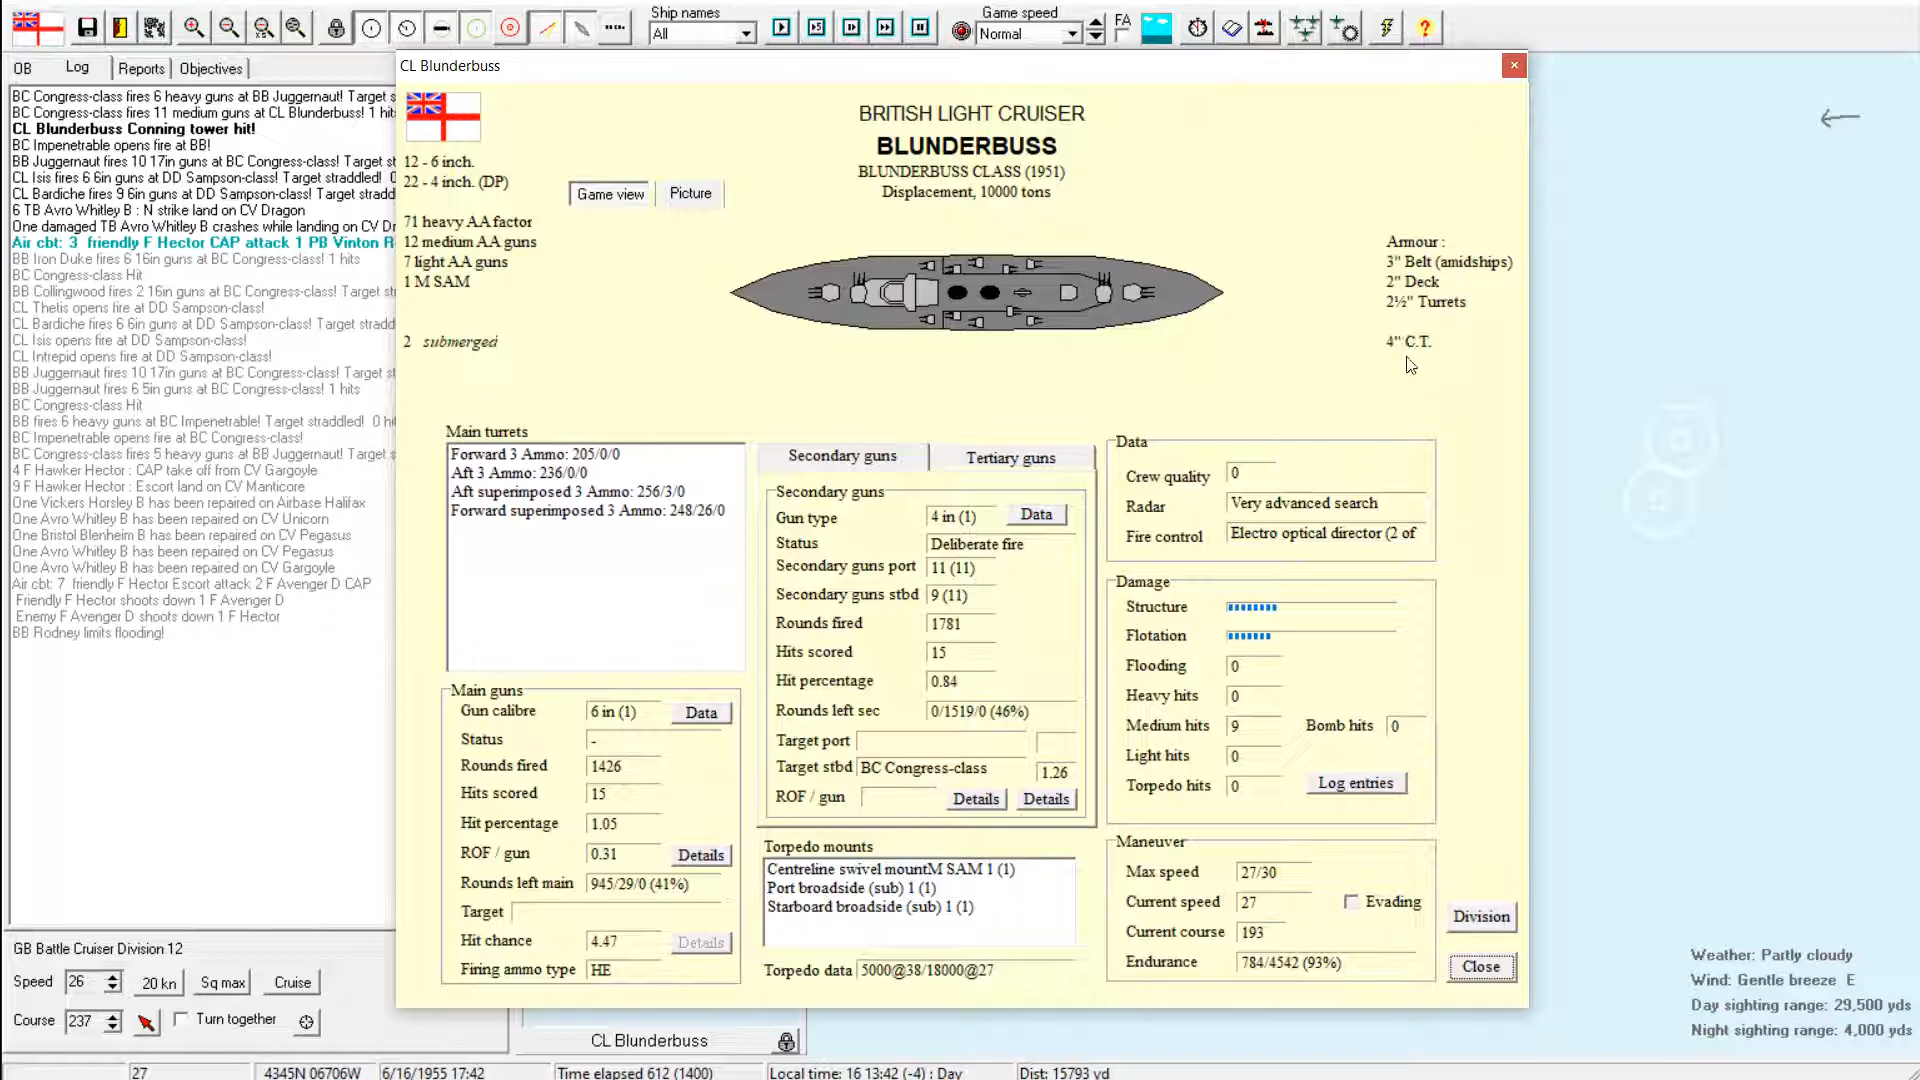 Ship names
All
Game speed
Normal
FA
OB
Log
Reports
Objectives
BC Congress-class fires 6 heavy guns at BB Juggernaut! Target s
BC Congress-class fires 11 medium guns at CL Blunderbuss! 1 hit
CL Blunderbuss Conning tower hit!
BC Impenetrable opens fire at BB!
BB Juggernaut fires 10 17in guns at BC Congress-class! Target st
CL Isis fires 6 6in guns at DD Sampson-class! Target straddled! 0
CL Bardiche fires 9 6in guns at DD Sampson-class! Target stradd
6 TB Avro Whitley B : N strike land on CV Dragon
One damaged TB Avro Whitley B crashes while landing on CV Dr
Air cbt: 3 friendly F Hector CAP attack 1 PB Vinton R
BB Iron Duke fires 6 16in guns at BC Congress-class! 1 hits
BC Congress-class Hit
BB Collingwood fires 2 16in guns at BC Congress-class! Target st
CL Thetis opens fire at DD Sampson-class!
CL Bardiche fires 6 6in guns at DD Sampson-class! Target stradd
CL Isis opens fire at DD Sampson-class!
CL Intrepid opens fire at DD Sampson-class!
BB Juggernaut fires 10 17in guns at BC Congress-class! Target st
BB Juggernaut fires 6 5in guns at BC Congress-class! 1 hits
BC Congress-class Hit
BB fires 6 heavy guns at BC Impenetrable! Target straddled! 0 hit
BC Impenetrable opens fire at BC Congress-class!
BC Congress-class fires 5 heavy guns at BB Juggernaut! Target s
4 F Hawker Hector : CAP take off from CV Gargoyle
9 F Hawker Hector : Escort land on CV Manticore
One Vickers Horsley B has been repaired on Airbase Halifax
One Avro Whitley B has been repaired on CV Unicorn
One Bristol Blenheim B has been repaired on CV Pegasus
One Avro Whitley B has been repaired on CV Pegasus
One Avro Whitley B has been repaired on CV Gargoyle
Air cbt: 7 friendly F Hector Escort attack 2 F Avenger D CAP
Friendly F Hector shoots down 1 F Avenger D
Enemy F Avenger D shoots down 1 F Hector
BB Rodney limits flooding!
GB Battle Cruiser Division 12
Speed 26 20 kn Sq max Cruise
Course 237 Turn together
CL Blunderbuss
BRITISH LIGHT CRUISER
BLUNDERBUSS
BLUNDERBUSS CLASS (1951)
Displacement, 10000 tons
12 - 6 inch.
22 - 4 inch. (DP)
71 heavy AA factor
12 medium AA guns
7 light AA guns
1 M SAM
2 submerged
Game view
Picture
Armour :
3" Belt (amidships)
2" Deck
2½" Turrets
4" C.T.
Main turrets
Forward 3 Ammo: 205/0/0
Aft 3 Ammo: 236/0/0
Aft superimposed 3 Ammo: 256/3/0
Forward superimposed 3 Ammo: 248/26/0
Main guns
Gun calibre 6 in (1) Data
Status -
Rounds fired 1426
Hits scored 15
Hit percentage 1.05
ROF / gun 0.31 Details
Rounds left main 945/29/0 (41%)
Target
Hit chance 4.47 Details
Firing ammo type HE
Secondary guns
Tertiary guns
Secondary guns
Gun type 4 in (1) Data
Status Deliberate fire
Secondary guns port 11 (11)
Secondary guns stbd 9 (11)
Rounds fired 1781
Hits scored 15
Hit percentage 0.84
Rounds left sec 0/1519/0 (46%)
Target port
Target stbd BC Congress-class 1.26
ROF / gun Details Details
Torpedo mounts
Centreline swivel mountM SAM 1 (1)
Port broadside (sub) 1 (1)
Starboard broadside (sub) 1 (1)
Torpedo data 5000@38/18000@27
Data
Crew quality 0
Radar Very advanced search
Fire control Electro optical director (2 of
Damage
Structure
Flotation
Flooding 0
Heavy hits 0
Medium hits 9 Bomb hits 0
Light hits 0
Torpedo hits 0 Log entries
Maneuver
Max speed 27/30
Current speed 27 Evading
Current course 193
Endurance 784/4542 (93%)
Division
Close
Weather: Partly cloudy
Wind: Gentle breeze E
Day sighting range: 29,500 yds
Night sighting range: 4,000 yds
CL Blunderbuss
27 4345N 06706W 6/16/1955 17:42 Time elapsed 612 (1400) Local time: 16 13:42 (-4) : Day Dist: 15793 yd